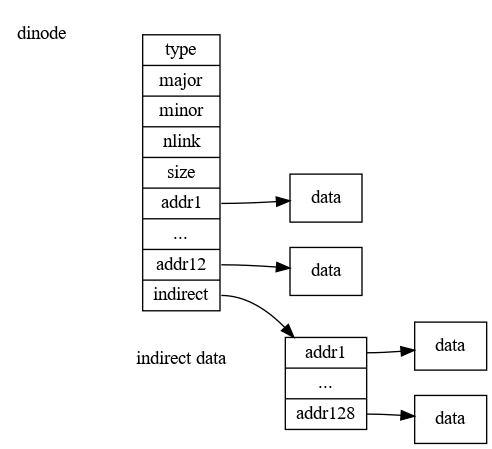 dinode
type
major
minor
nlink
size
addr1
...
addr12
indirect
data
data
indirect data
addr1
...
addr128
data
data